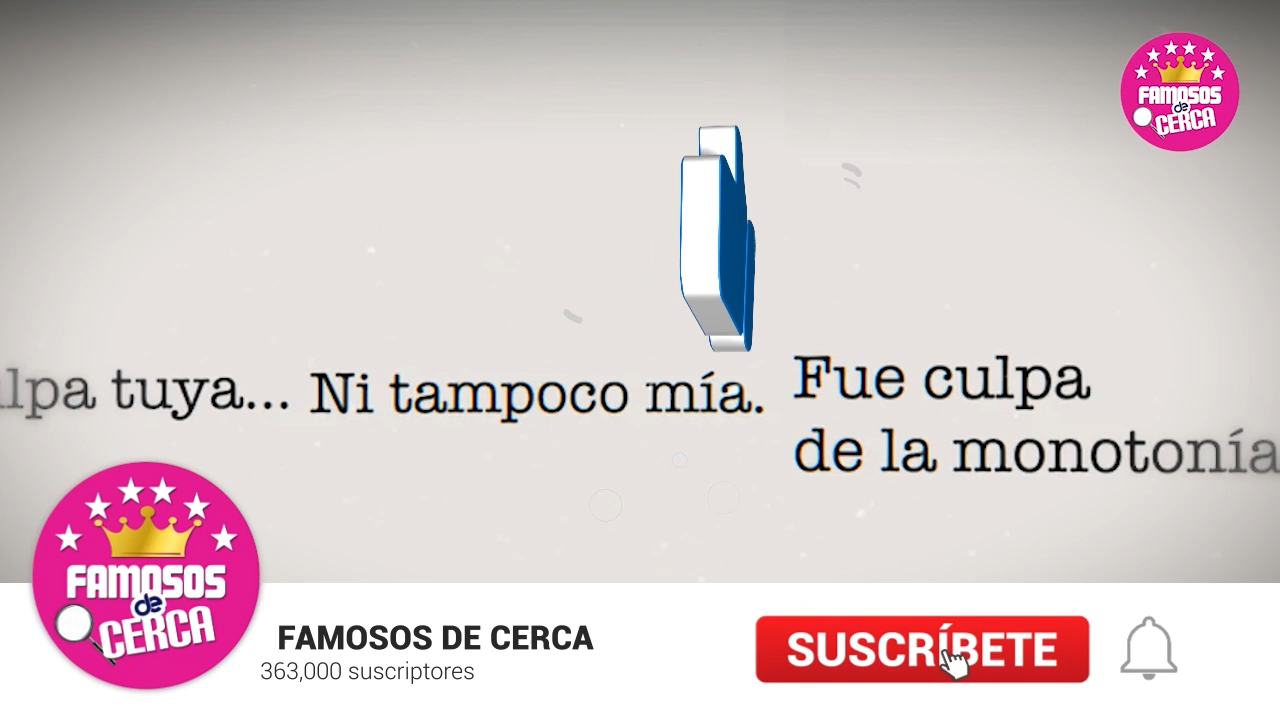 FAMOSOS
de
CERCA
tuya... Ni tampoco mía.
Fue culpa
de la monotonía
FAMOSOS
de
CERCA
FAMOSOS DE CERCA
363,000 suscriptores
SUSCRÍBETE